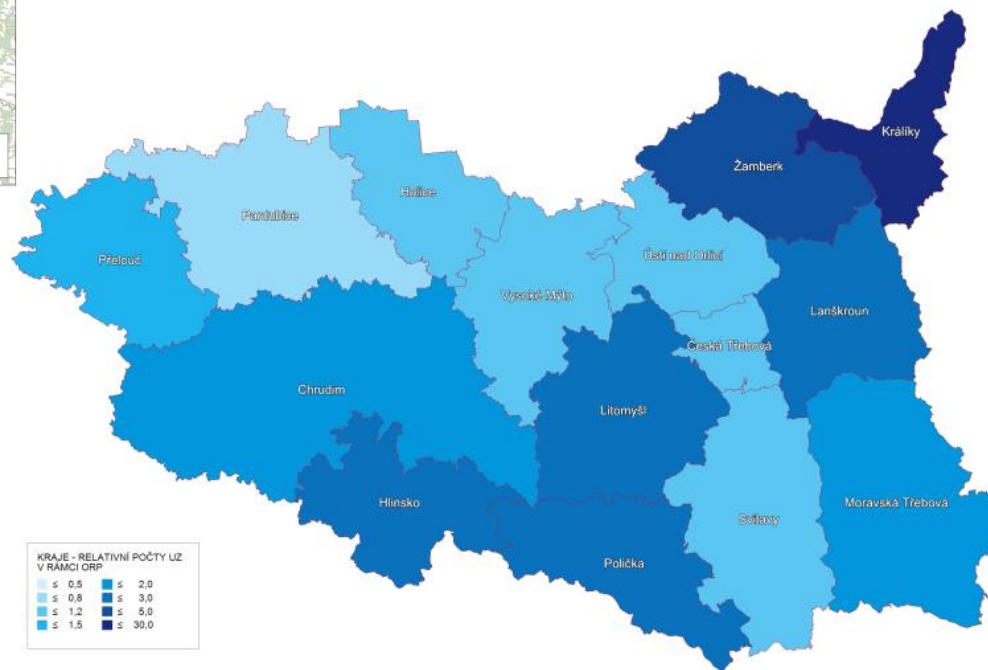 Králíky
Žamberk
Holice
Pardubice
Přelouč
Ústí nad Orlicí
Vysoké Mýto
Lanškroun
Česká Třebová
Chrudim
Litomyšl
Hlinsko
Moravská Třebová
Svitavy
Polička
KRAJE - RELATIVNÍ POČTY UZ
V RÁMCI ORP
≤ 0,5 ≤ 2,0
≤ 0,8 ≤ 3,0
≤ 1,2 ≤ 5,0
≤ 1,5 ≤ 30,0